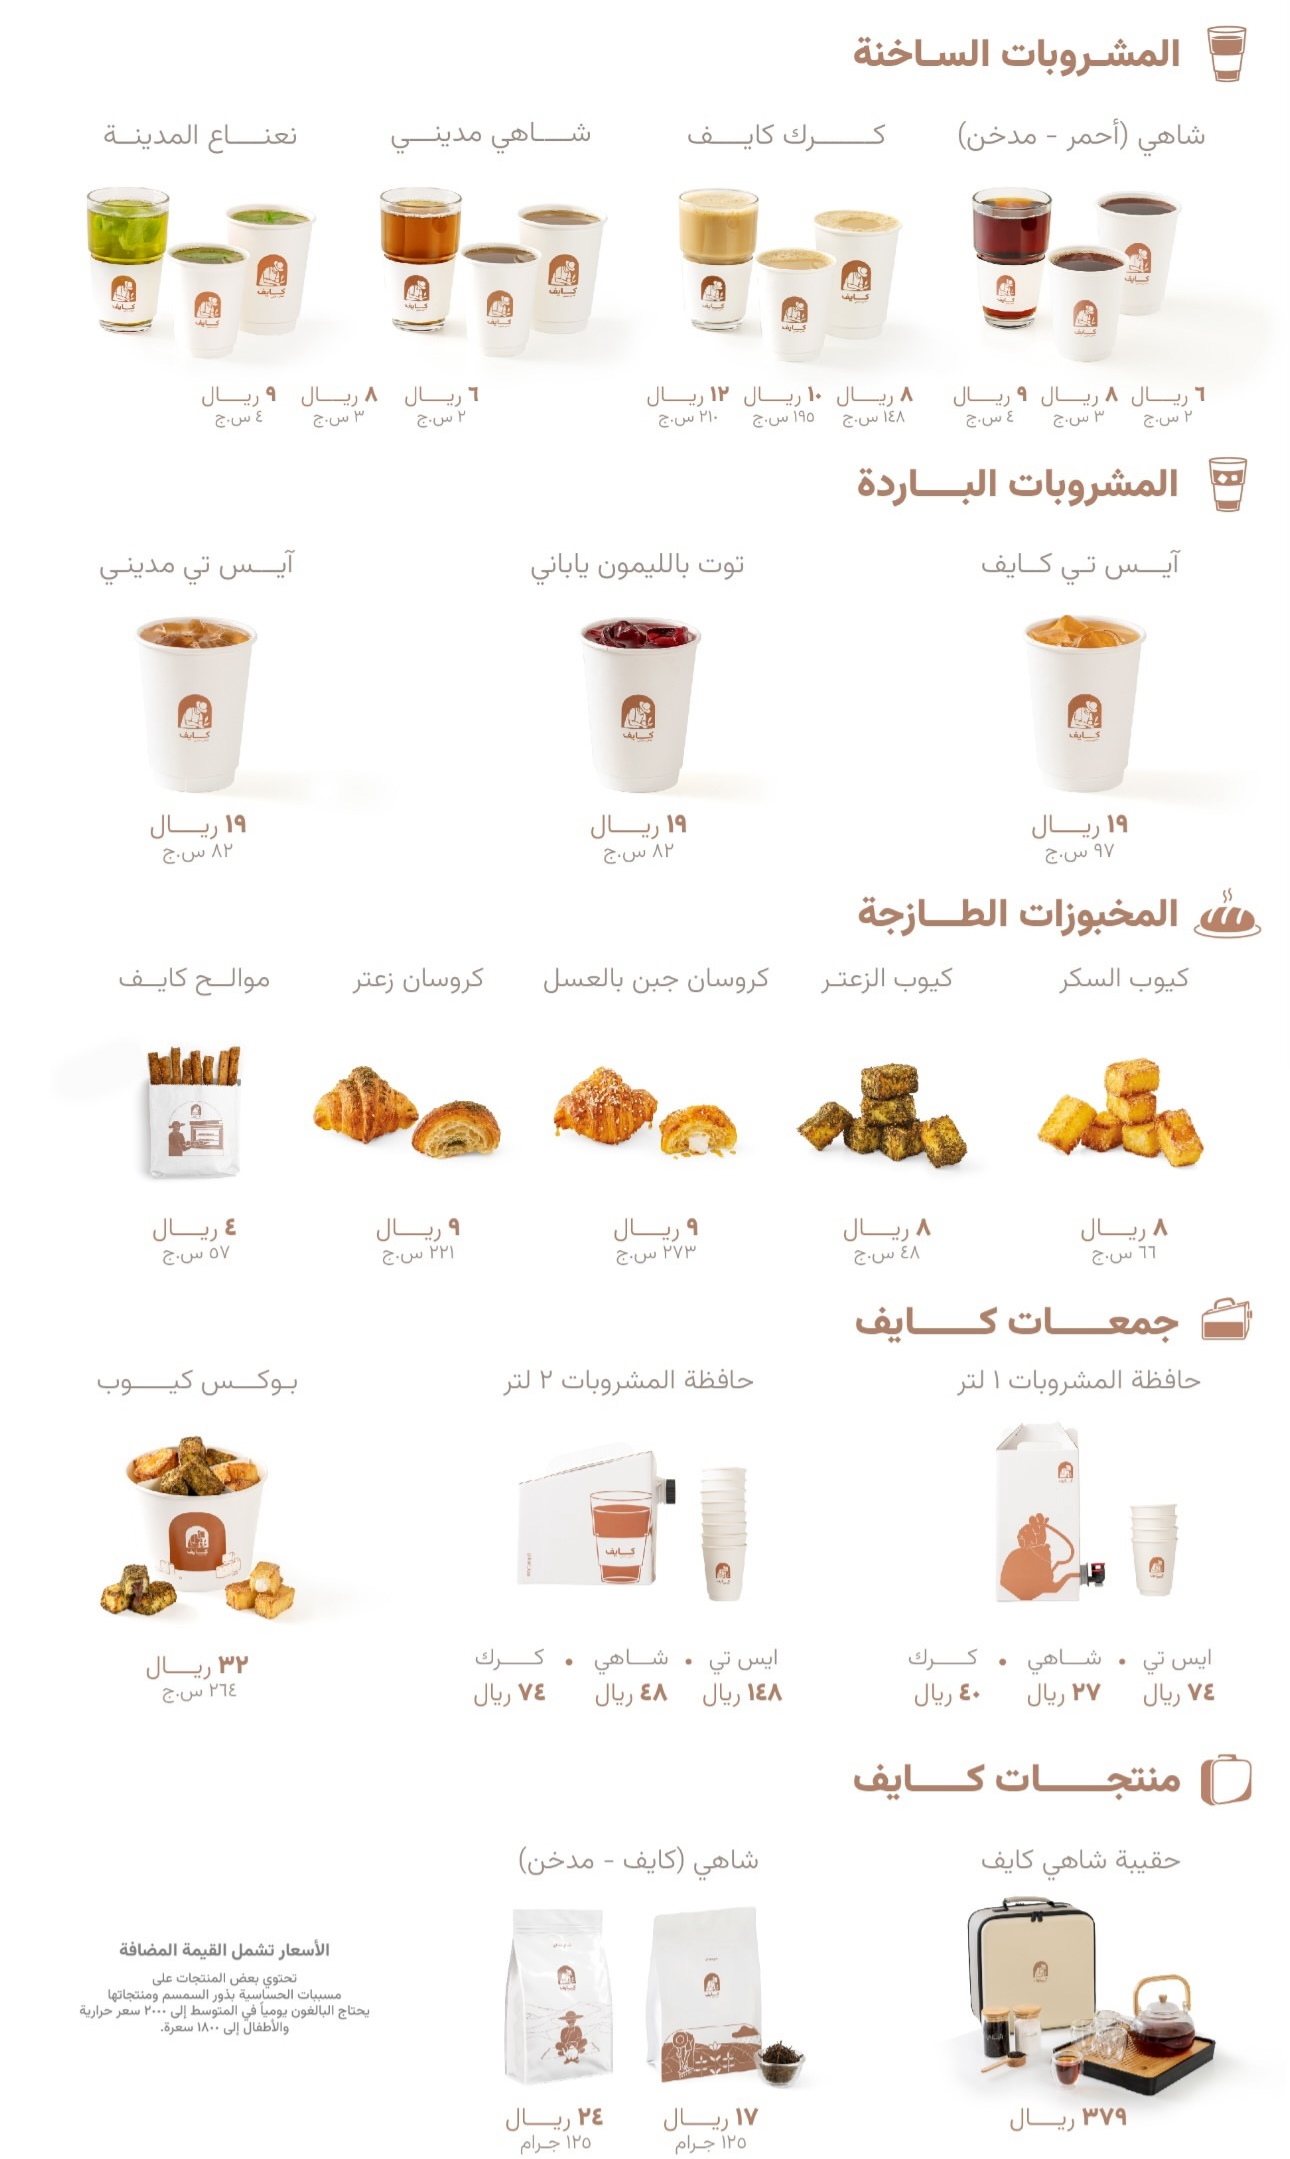 المشروبات الساخنة
شاهي (أحمر - مدخن)
كرك كايف
شاهي مديني
نعناع المدينة
٦ ريال ٨ ريال ٩ ريال
٢ س.ج ٣ س.ج ٤ س.ج
٨ ريال ١٠ ريال ١٢ ريال
١٤٨ س.ج ١٩٥ س.ج ٢١٠ س.ج
٦ ريال ٨ ريال ٩ ريال
٢ س.ج ٣ س.ج ٤ س.ج
المشروبات الباردة
آيس تي كايف
توت بالليمون ياباني
آيس تي مديني
كايف
كايف
كايف
١٩ ريال
٩٧ س.ج
١٩ ريال
٨٢ س.ج
١٩ ريال
٨٢ س.ج
المخبوزات الطازجة
كيوب السكر
كيوب الزعتر
كروسان جبن بالعسل
كروسان زعتر
موالح كايف
٨ ريال
٦٦ س.ج
٨ ريال
٤٨ س.ج
٩ ريال
٢٧٣ س.ج
٩ ريال
٢٢١ س.ج
٤ ريال
٥٧ س.ج
جمعات كايف
حافظة المشروبات ١ لتر
حافظة المشروبات ٢ لتر
بوكس كيوب
كايف
كايف
ايس تي • شاهي • كرك
٧٤ ريال ٢٧ ريال ٤٠ ريال
ايس تي • شاهي • كرك
١٤٨ ريال ٤٨ ريال ٧٤ ريال
٣٢ ريال
٢٦٤ س.ج
منتجات كايف
حقيبة شاهي كايف
شاهي (كايف - مدخن)
٣٧٩ ريال
١٧ ريال
١٢٥ جرام
٢٤ ريال
١٢٥ جرام
الأسعار تشمل القيمة المضافة
تحتوي بعض المنتجات على
مسببات الحساسية بذور السمسم ومنتجاتها
يحتاج البالغون يومياً في المتوسط إلى ٢٠٠٠ سعر حرارية
والأطفال إلى ١٨٠٠ سعرة.